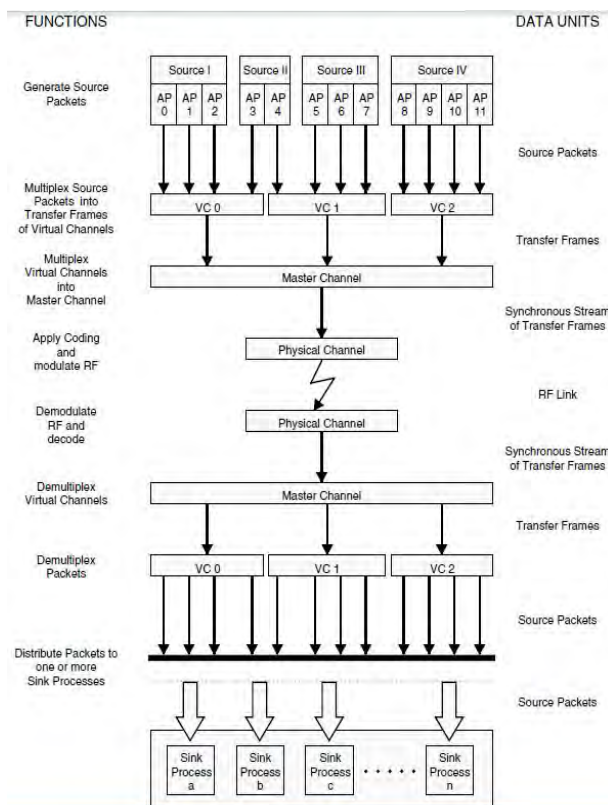 FUNCTIONS
DATA UNITS
Source I
Source II
Source III
Source IV
Generate Source
Packets
AP
0
AP
1
AP
2
AP
3
AP
4
AP
5
AP
6
AP
7
AP
8
AP
9
AP
10
AP
11
Source Packets
Multiplex Source
Packets into
Transfer Frames
of Virtual Channels
VC 0
VC 1
VC 2
Transfer Frames
Multiplex
Virtual Channels
into
Master Channel
Master Channel
Synchronous Stream
of Transfer Frames
Apply Coding
and
modulate RF
Physical Channel
RF Link
Demodulate
RF and
decode
Physical Channel
Synchronous Stream
of Transfer Frames
Demultiplex
Virtual Channels
Master Channel
Transfer Frames
Demultiplex
Packets
VC 0
VC 1
VC 2
Source Packets
Distribute Packets to
one or more
Sink Processes
Source Packets
Sink
Process
a
Sink
Process
b
Sink
Process
c
Sink
Process
n